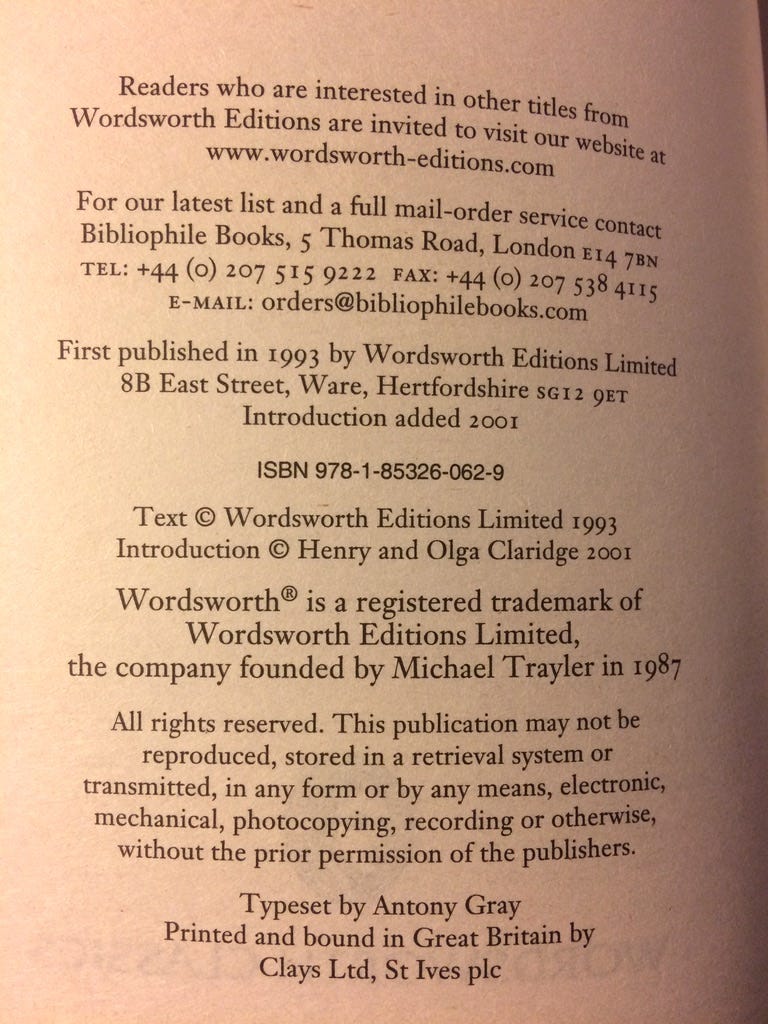 Readers who are interested in other titles from
Wordsworth Editions are invited to visit our website at
www.wordsworth-editions.com
For our latest list and a full mail-order service contact
Bibliophile Books, 5 Thomas Road, London E14 7BN
TEL: +44 (0) 207 515 9222 FAX: +44 (0) 207 538 4115
E-MAIL: orders@bibliophilebooks.com
First published in 1993 by Wordsworth Editions Limited
8B East Street, Ware, Hertfordshire SG12 9ET
Introduction added 2001
ISBN 978-1-85326-062-9
Text © Wordsworth Editions Limited 1993
Introduction © Henry and Olga Claridge 2001
Wordsworth® is a registered trademark of
Wordsworth Editions Limited,
the company founded by Michael Trayler in 1987
All rights reserved. This publication may not be
reproduced, stored in a retrieval system or
transmitted, in any form or by any means, electronic,
mechanical, photocopying, recording or otherwise,
without the prior permission of the publishers.
Typeset by Antony Gray
Printed and bound in Great Britain by
Clays Ltd, St Ives plc